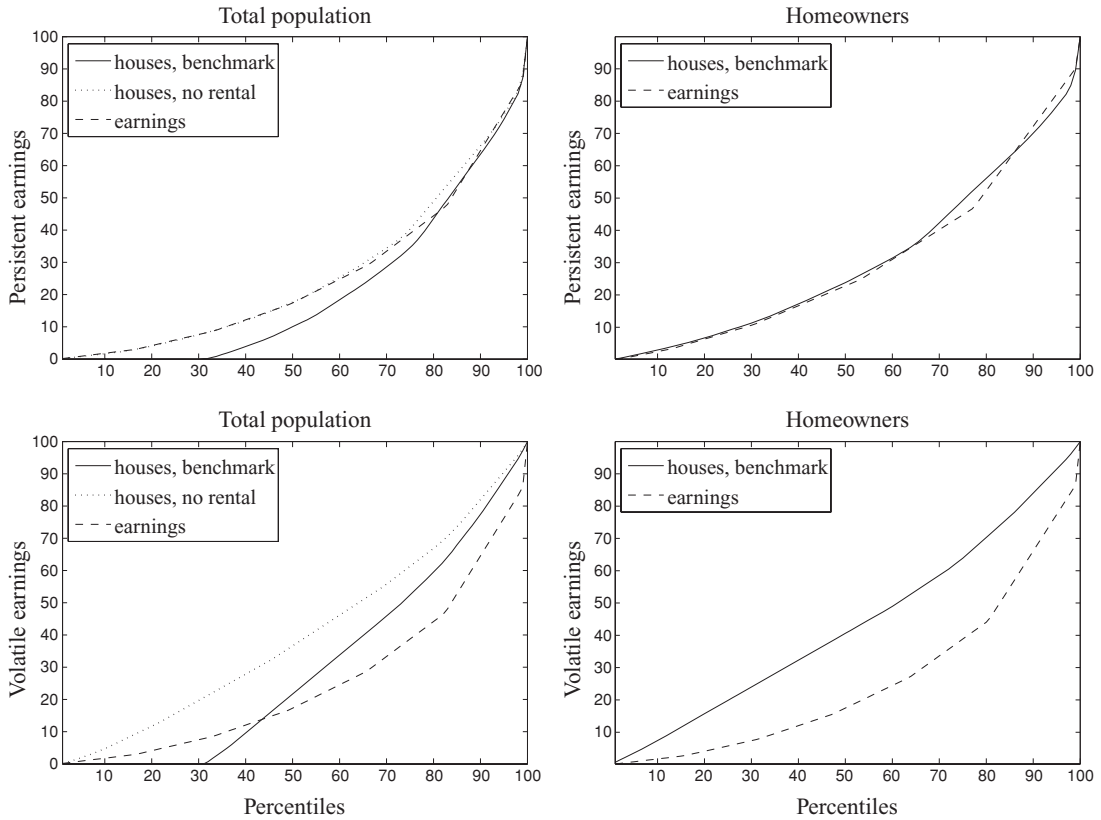 Total population
100
90
80
70
60
50
40
30
20
10
0
houses, benchmark
houses, no rental
earnings
Persistent earnings
10 20 30 40 50 60 70 80 90 100
Homeowners
90
80
70
60
50
40
30
20
10
houses, benchmark
earnings
Persistent earnings
10 20 30 40 50 60 70 80 90 100
Total population
100
90
80
70
60
50
40
30
20
10
0
houses, benchmark
houses, no rental
earnings
Volatile earnings
10 20 30 40 50 60 70 80 90 100
Percentiles
Homeowners
90
80
70
60
50
40
30
20
10
houses, benchmark
earnings
Volatile earnings
10 20 30 40 50 60 70 80 90 100
Percentiles